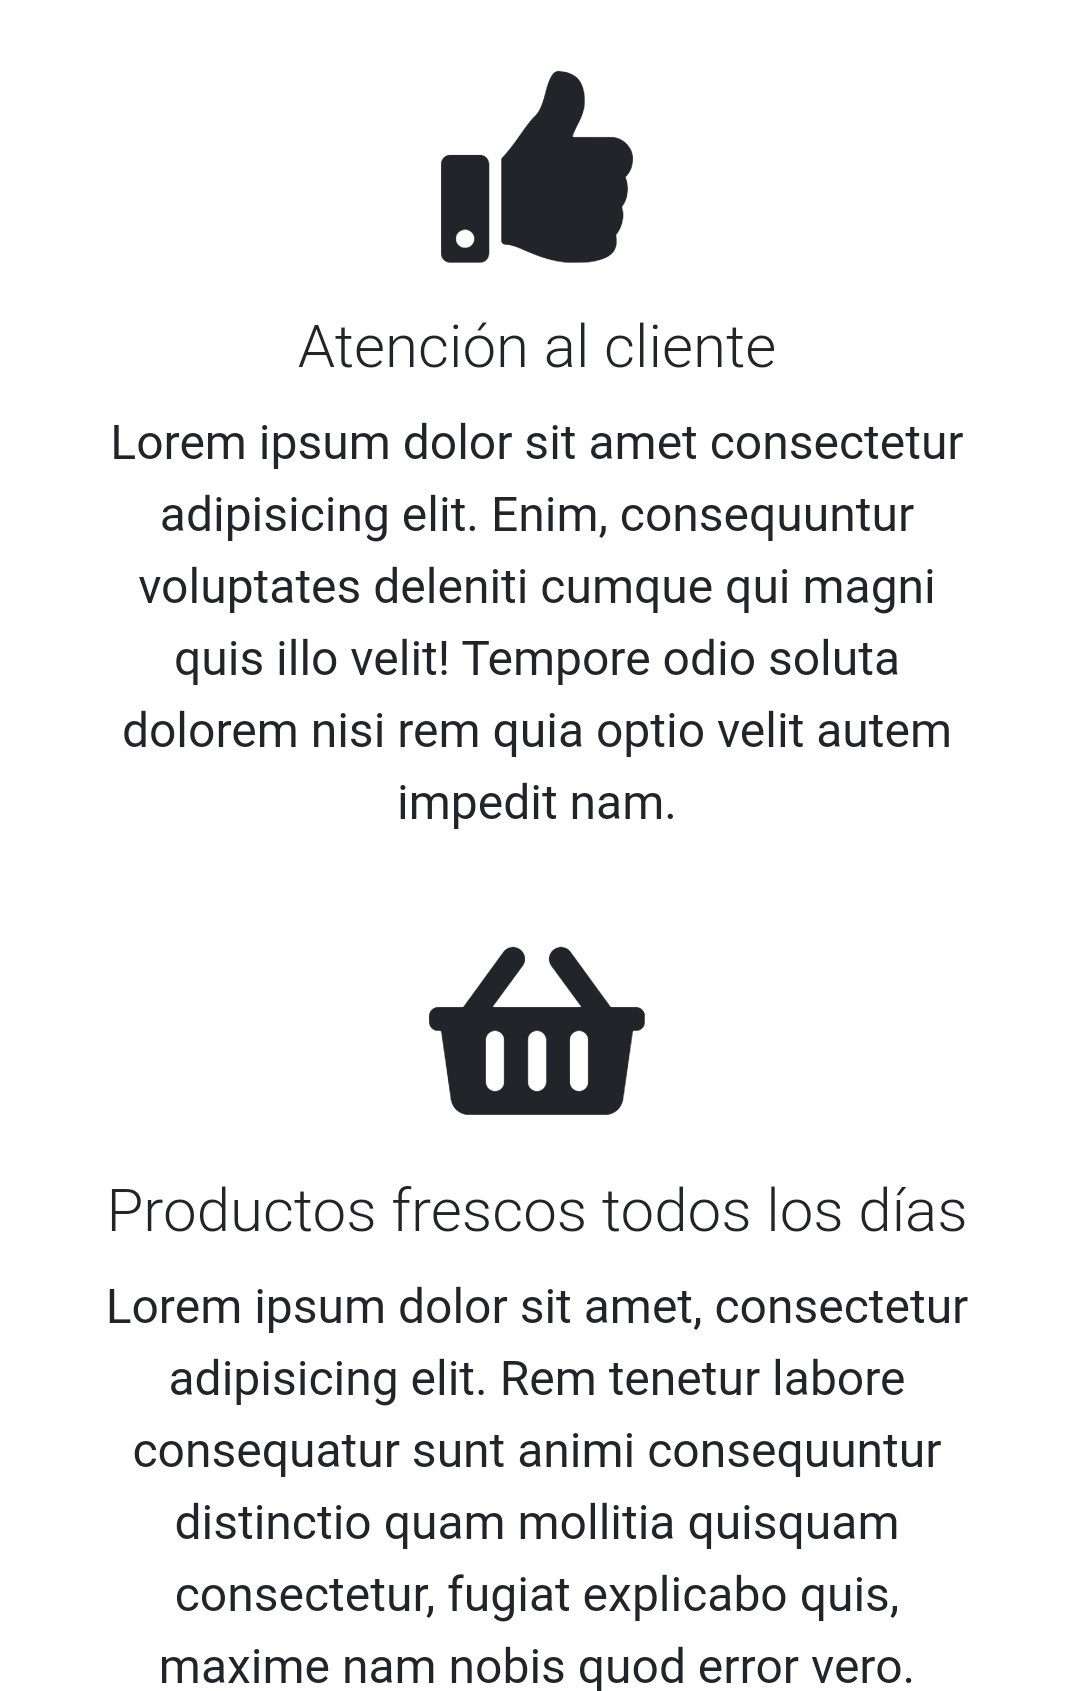 Atención al cliente
Lorem ipsum dolor sit amet consectetur
adipisicing elit. Enim, consequuntur
voluptates deleniti cumque qui magni
quis illo velit! Tempore odio soluta
dolorem nisi rem quia optio velit autem
impedit nam.
Productos frescos todos los días
Lorem ipsum dolor sit amet, consectetur
adipisicing elit. Rem tenetur labore
consequatur sunt animi consequuntur
distinctio quam mollitia quisquam
consectetur, fugiat explicabo quis,
maxime nam nobis quod error vero.